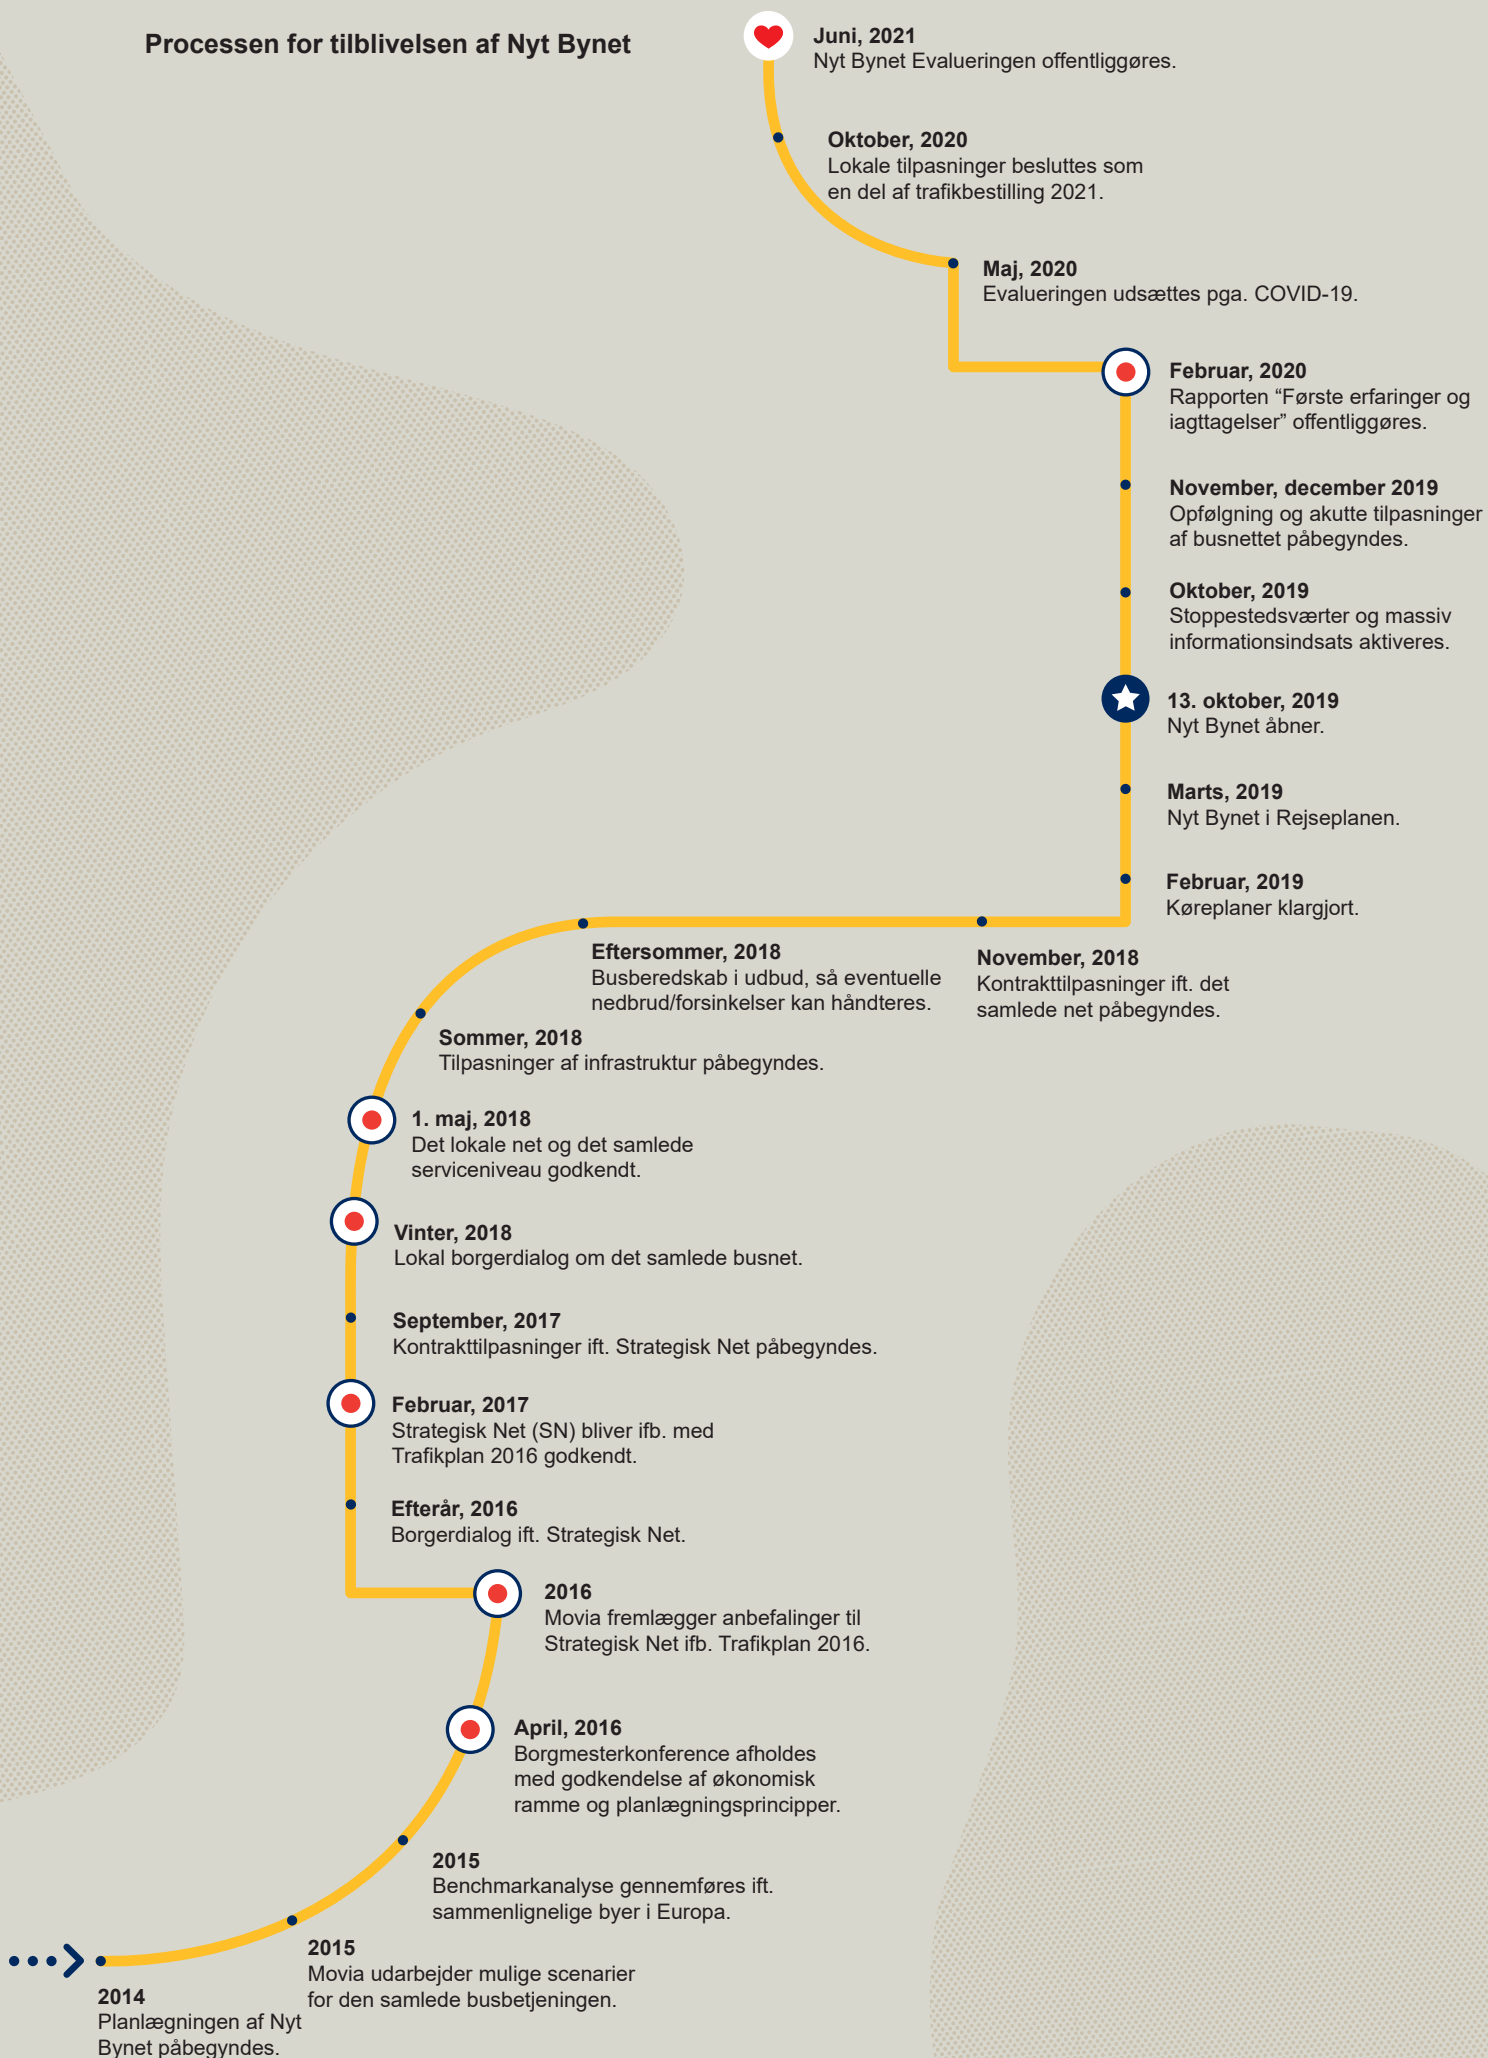 Processen for tilblivelsen af Nyt Bynet
Juni, 2021
Nyt Bynet Evalueringen offentliggøres.
Oktober, 2020
Lokale tilpasninger besluttes som
en del af trafikbestilling 2021.
Maj, 2020
Evalueringen udsættes pga. COVID-19.
Februar, 2020
Rapporten “Første erfaringer og
iagttagelser” offentliggøres.
November, december 2019
Opfølgning og akutte tilpasninger
af busnettet påbegyndes.
Oktober, 2019
Stoppestedsværter og massiv
informationsindsats aktiveres.
13. oktober, 2019
Nyt Bynet åbner.
Marts, 2019
Nyt Bynet i Rejseplanen.
Februar, 2019
Køreplaner klargjort.
November, 2018
Kontrakttilpasninger ift. det
samlede net påbegyndes.
Eftersommer, 2018
Busberedskab i udbud, så eventuelle
nedbrud/forsinkelser kan håndteres.
Sommer, 2018
Tilpasninger af infrastruktur påbegyndes.
1. maj, 2018
Det lokale net og det samlede
serviceniveau godkendt.
Vinter, 2018
Lokal borgerdialog om det samlede busnet.
September, 2017
Kontrakttilpasninger ift. Strategisk Net påbegyndes.
Februar, 2017
Strategisk Net (SN) bliver ifb. med
Trafikplan 2016 godkendt.
Efterår, 2016
Borgerdialog ift. Strategisk Net.
2016
Movia fremlægger anbefalinger til
Strategisk Net ifb. Trafikplan 2016.
April, 2016
Borgmesterkonference afholdes
med godkendelse af økonomisk
ramme og planlægningsprincipper.
2015
Benchmarkanalyse gennemføres ift.
sammenlignelige byer i Europa.
2015
Movia udarbejder mulige scenarier
for den samlede busbetjeningen.
2014
Planlægningen af Nyt
Bynet påbegyndes.